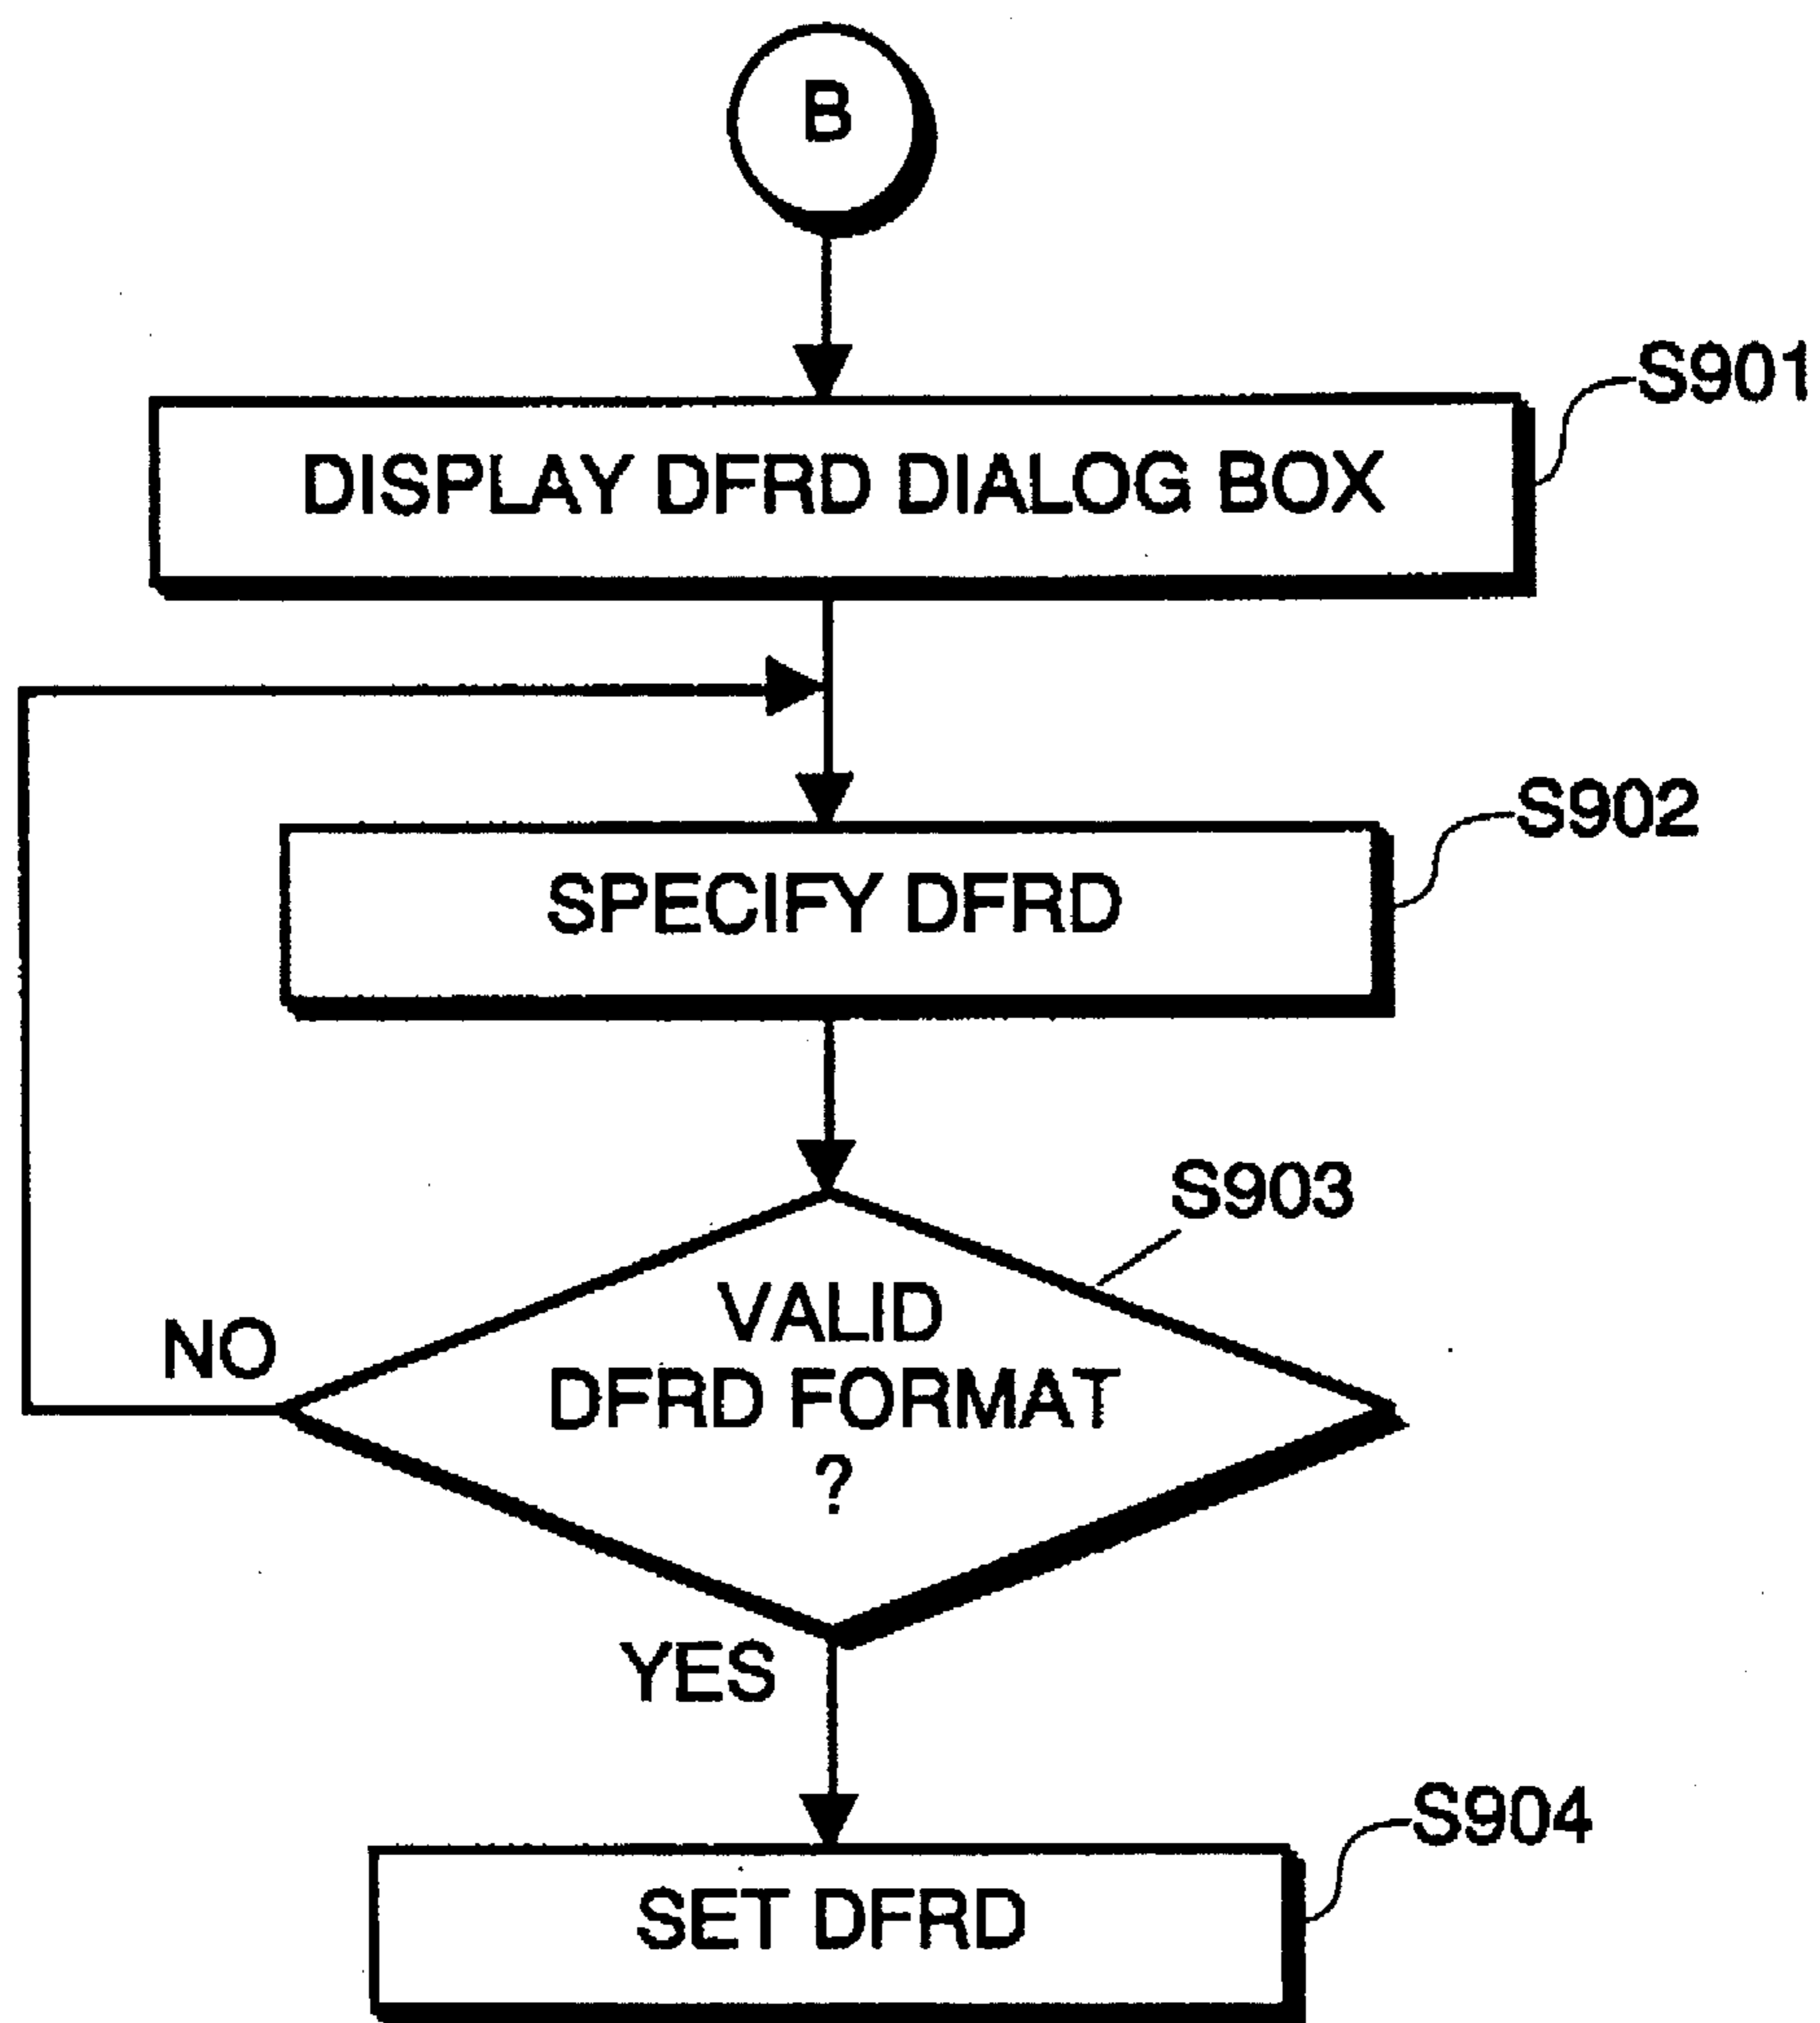 B
S901
DISPLAY DFRD DIALOG BOX
S902
SPECIFY DFRD
S903
VALID
DFRD FORMAT
?
NO
YES
S904
SET DFRD